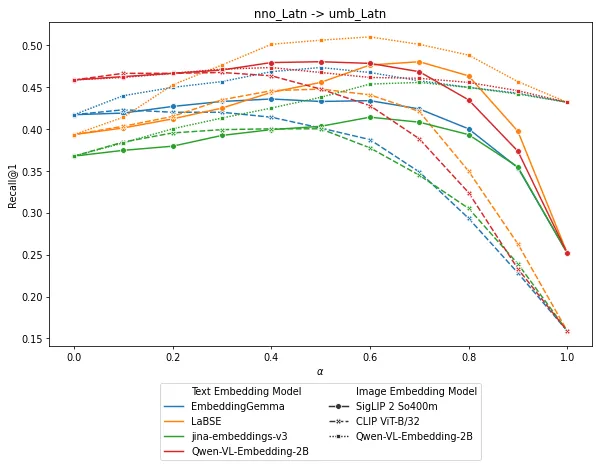 nno_Latn -> umb_Latn
Recall@1
0.50
0.45
0.40
0.35
0.30
0.25
0.20
0.15
0.0
0.2
0.4
0.6
0.8
1.0
α
Text Embedding Model
EmbeddingGemma
LaBSE
jina-embeddings-v3
Qwen-VL-Embedding-2B
Image Embedding Model
SigLIP 2 So400m
CLIP ViT-B/32
Qwen-VL-Embedding-2B